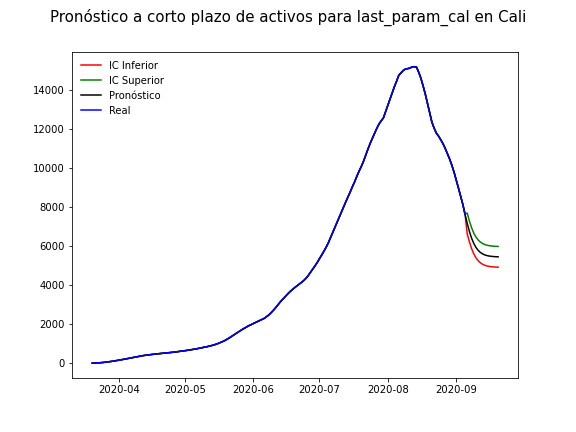 Pronóstico a corto plazo de activos para last_param_cal en Cali
IC Inferior
IC Superior
Pronóstico
Real
14000
12000
10000
8000
6000
4000
2000
0
2020-04 2020-05 2020-06 2020-07 2020-08 2020-09